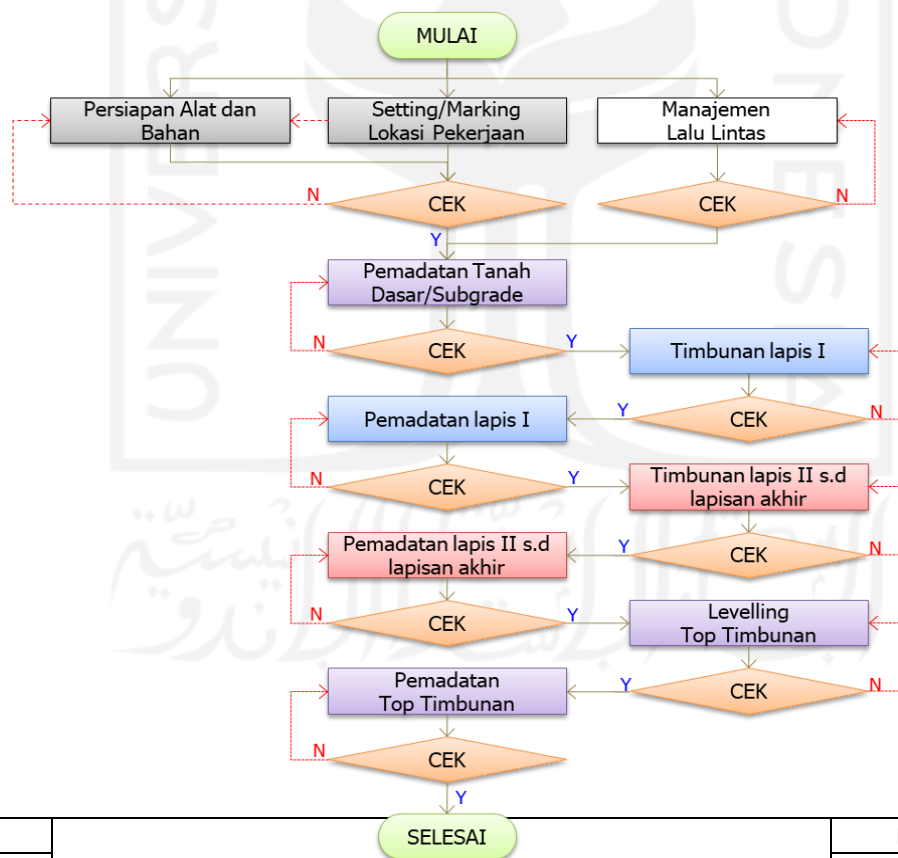 MULAI
Persiapan Alat dan
Bahan
Setting/Marking
Lokasi Pekerjaan
Manajemen
Lalu Lintas
N
CEK
CEK
N
Y
Pemadatan Tanah
Dasar/Subgrade
N
CEK
Y
Timbunan lapis I
Pemadatan lapis I
Y
CEK
N
N
CEK
Y
Timbunan lapis II s.d
lapisan akhir
Pemadatan lapis II s.d
lapisan akhir
Y
CEK
N
N
CEK
Y
Levelling
Top Timbunan
Pemadatan
Top Timbunan
Y
CEK
N
N
CEK
Y
SELESAI